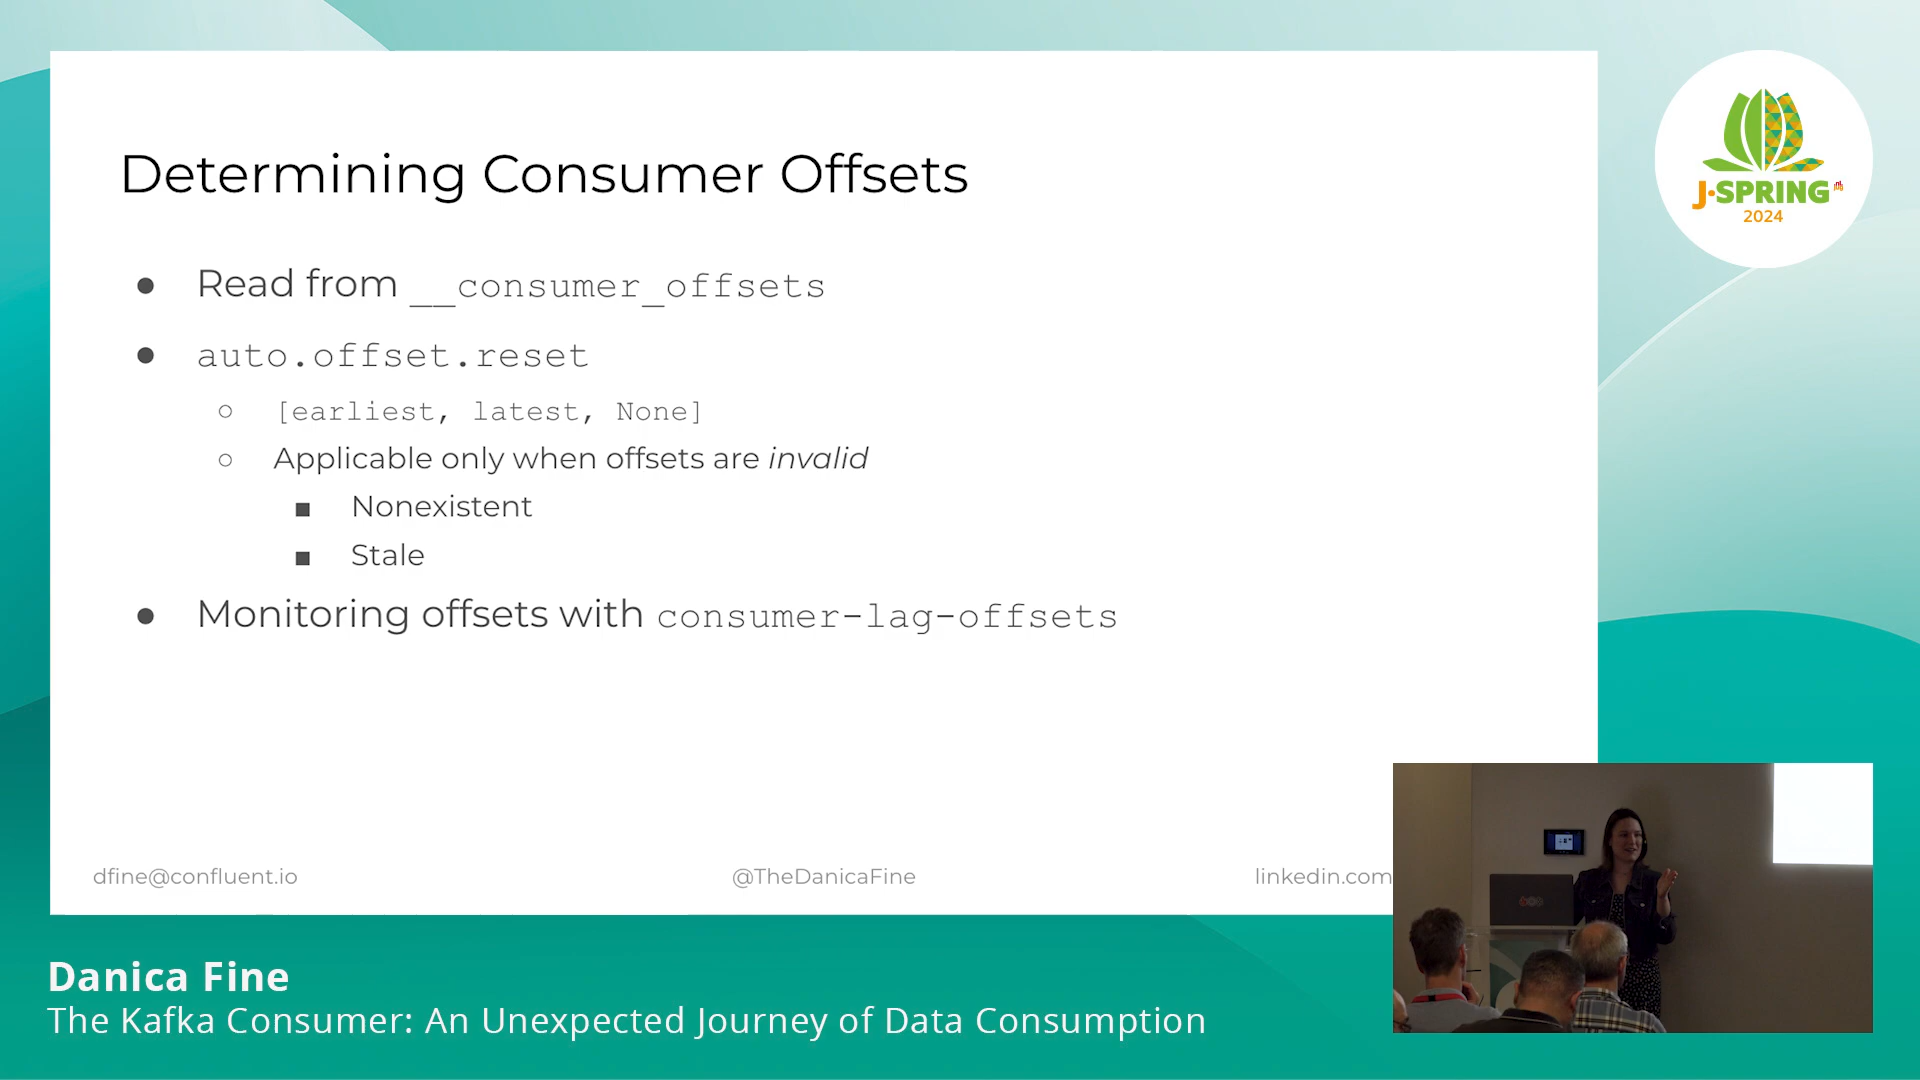 Determining Consumer Offsets
● Read from __consumer_offsets
● auto.offset.reset
○ [earliest, latest, None]
○ Applicable only when offsets are invalid
■ Nonexistent
■ Stale
● Monitoring offsets with consumer-lag-offsets
dfine@confluent.io
@TheDanicaFine
linkedin.com
J-SPRING
2024
Danica Fine
The Kafka Consumer: An Unexpected Journey of Data Consumption